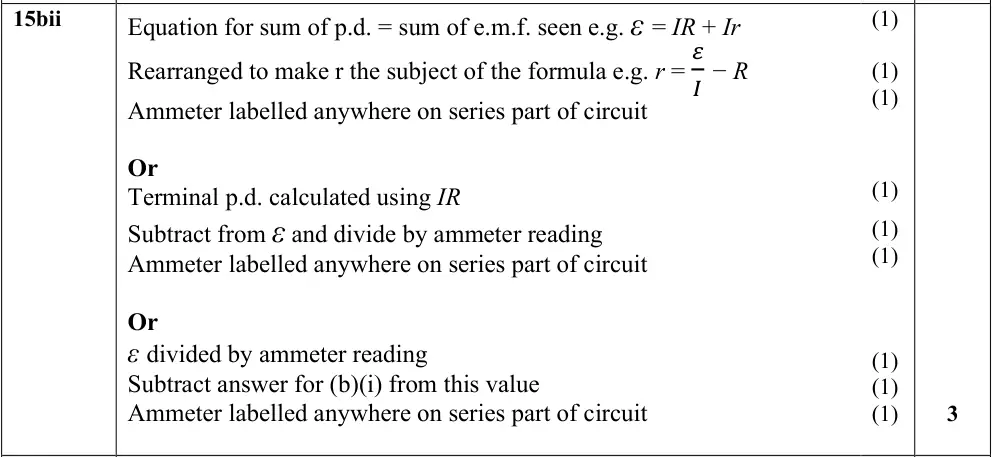 15bii
Equation for sum of p.d. = sum of e.m.f. seen e.g. ε = IR + Ir (1)
Rearranged to make r the subject of the formula e.g. r = ε/I − R (1)
Ammeter labelled anywhere on series part of circuit (1)
Or
Terminal p.d. calculated using IR (1)
Subtract from ε and divide by ammeter reading (1)
Ammeter labelled anywhere on series part of circuit (1)
Or
ε divided by ammeter reading (1)
Subtract answer for (b)(i) from this value (1)
Ammeter labelled anywhere on series part of circuit (1) 3